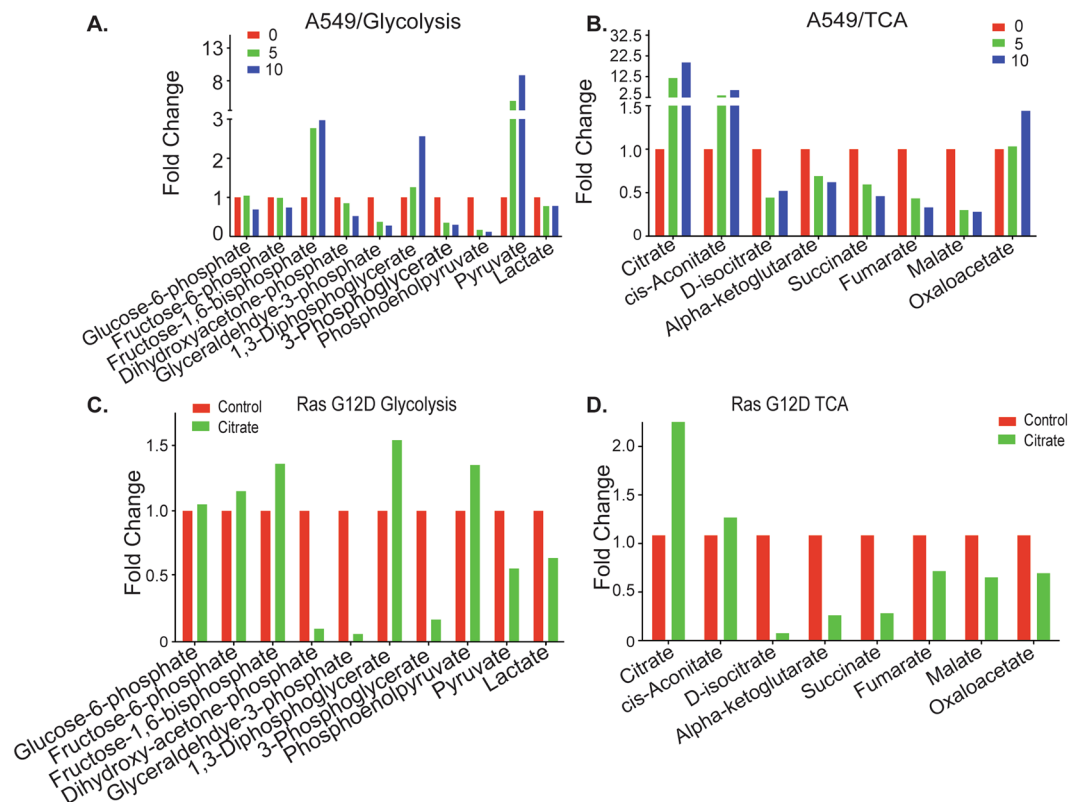 A.
A549/Glycolysis
0
5
10
Fold Change
13
8
3
2
1
0
Glucose-6-phosphate
Fructose-6-phosphate
Fructose-1,6-bisphosphate
Dihydroxyacetone-phosphate
Glyceraldehdye-3-phosphate
1,3-Diphosphoglycerate
3-Phosphoglycerate
Phosphoenolpyruvate
Pyruvate
Lactate
B.
A549/TCA
0
5
10
Fold Change
32.5
22.5
12.5
2.5
1.5
1.0
0.5
0
Citrate
cis-Aconitate
D-isocitrate
Alpha-ketoglutarate
Succinate
Fumarate
Malate
Oxaloacetate
C.
Ras G12D Glycolysis
Control
Citrate
Fold Change
1.5
1.0
0.5
0
Glucose-6-phosphate
Fructose-6-phosphate
Fructose-1,6-bisphosphate
Dihydroxy-acetone-phosphate
Glyceraldehdye-3-phosphate
1,3-Diphosphoglycerate
3-Phosphoglycerate
Phosphoenolpyruvate
Pyruvate
Lactate
D.
Ras G12D TCA
Control
Citrate
Fold Change
2.0
1.0
0.5
0
Citrate
cis-Aconitate
D-isocitrate
Alpha-ketoglutarate
Succinate
Fumarate
Malate
Oxaloacetate